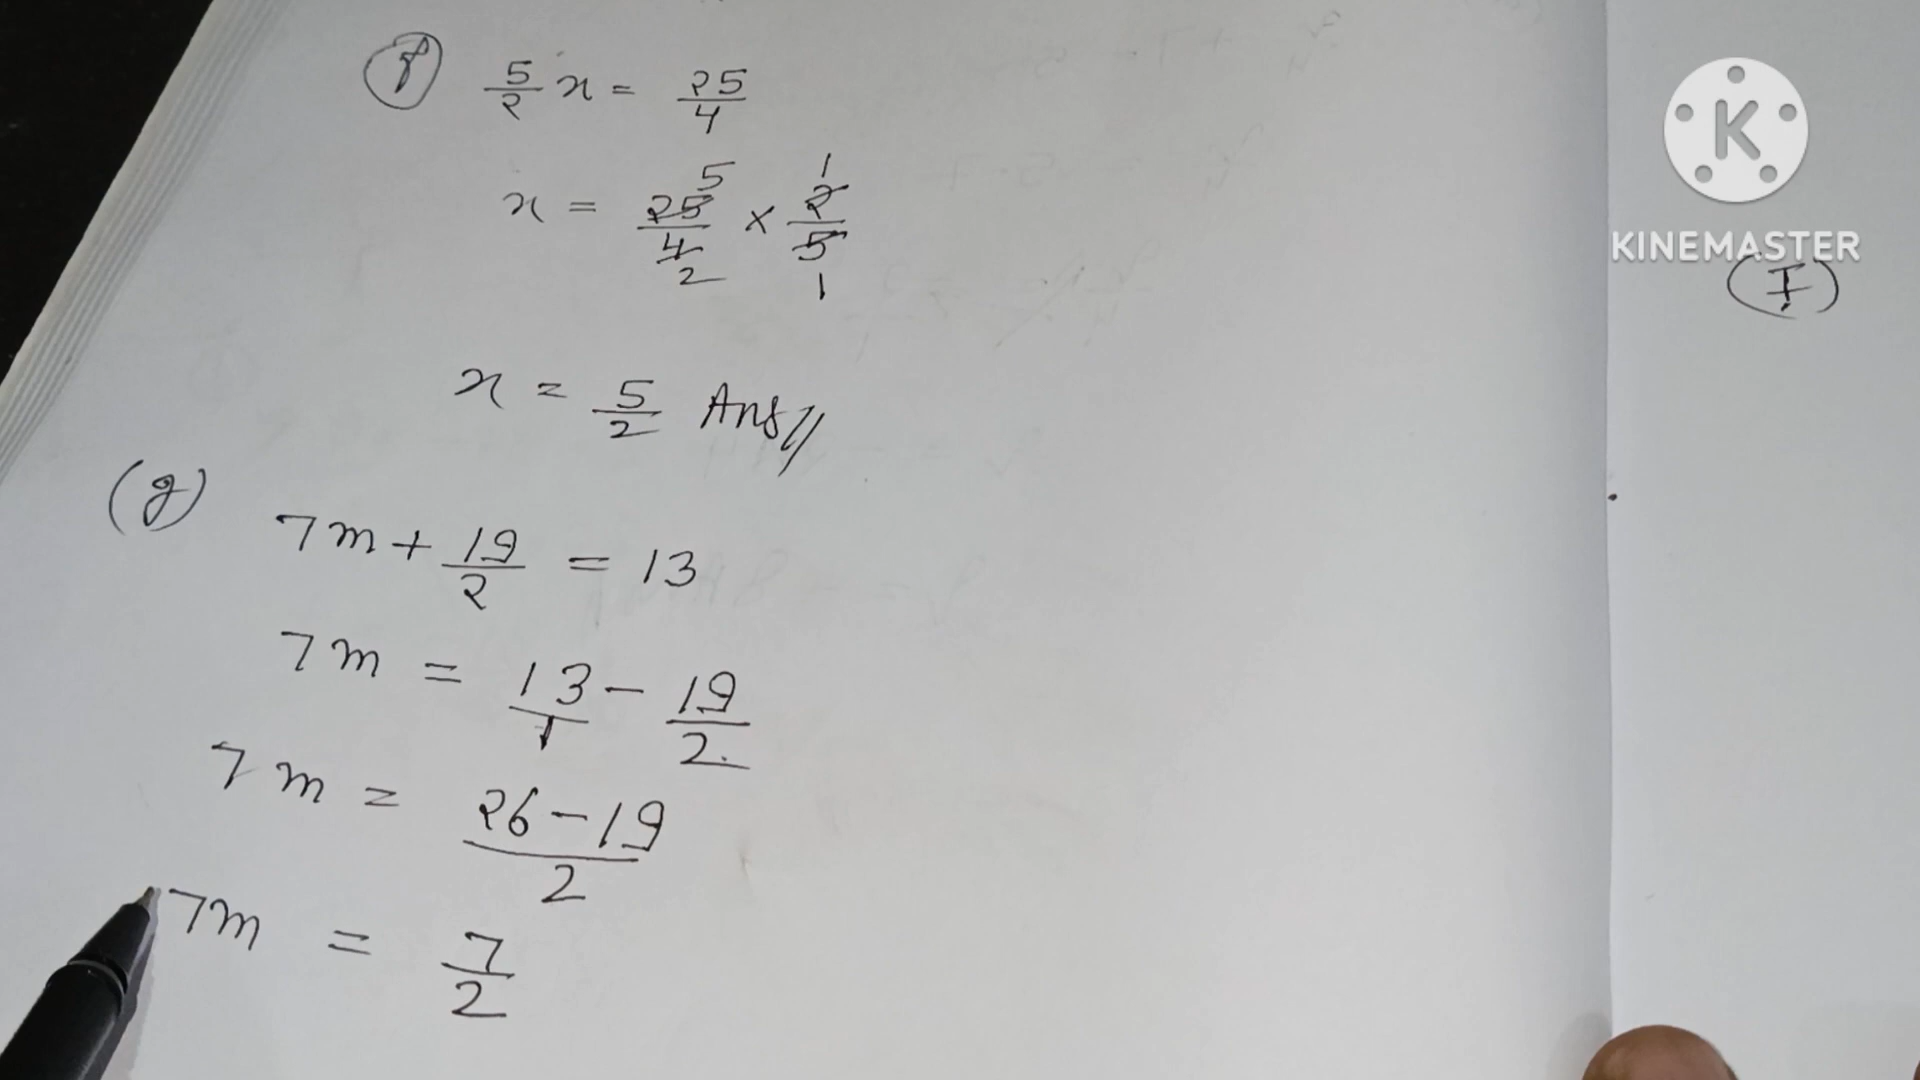 (f) 5/2 x = 25/4
x = 25/4 5 2 × 2/5 1 1
x = 5/2 Ans//
(g)
7m + 19/2 = 13
7m = 13/1 - 19/2
7m = 26-19/2
7m = 7/2
K
KINEMASTER
(I)